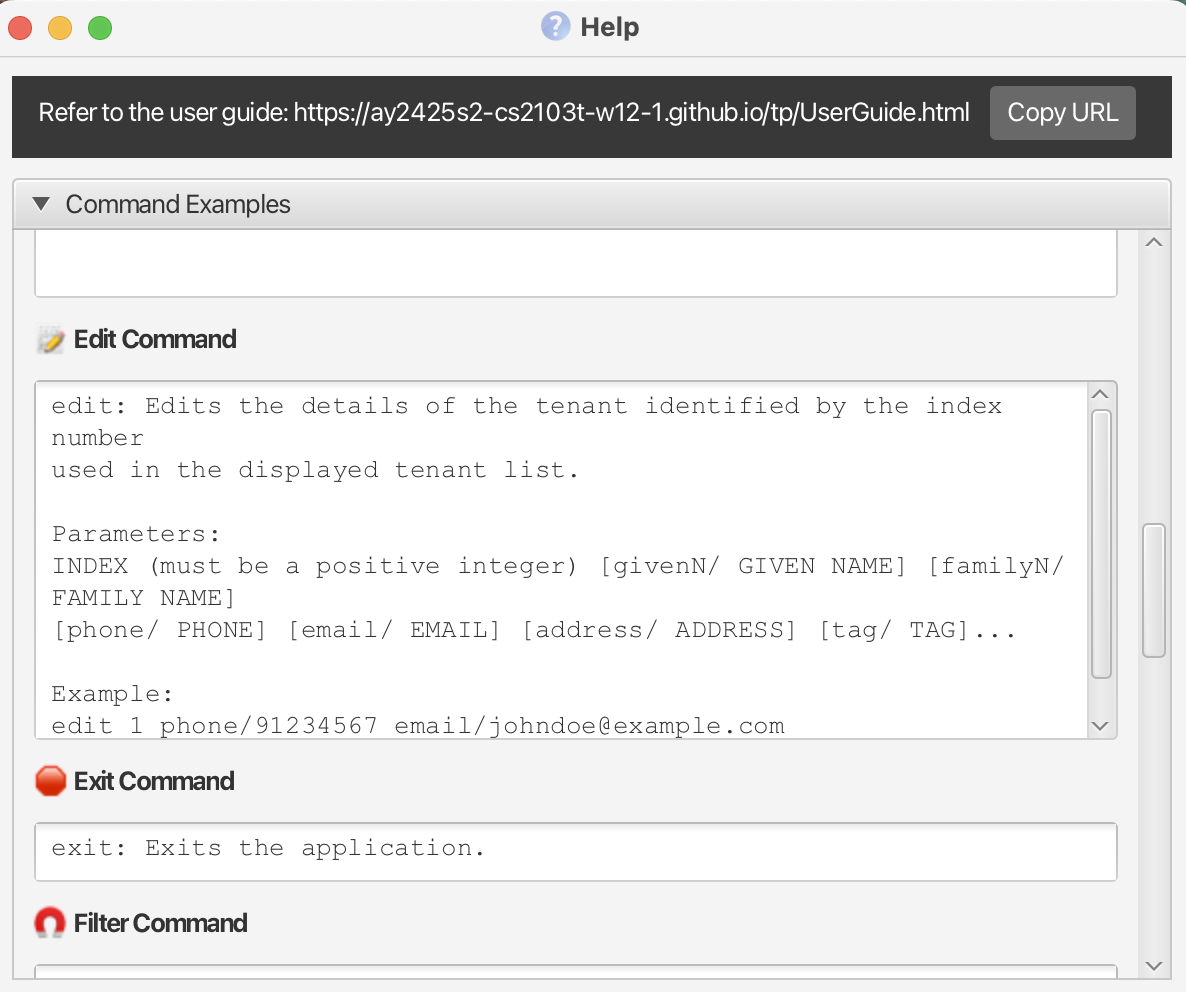 Help
Refer to the user guide: https://ay2425s2-cs2103t-w12-1.github.io/tp/UserGuide.html Copy URL
Command Examples
Edit Command
edit: Edits the details of the tenant identified by the index
number
used in the displayed tenant list.
Parameters:
INDEX (must be a positive integer) [givenN/ GIVEN NAME] [familyN/
FAMILY NAME]
[phone/ PHONE] [email/ EMAIL] [address/ ADDRESS] [tag/ TAG]...
Example:
edit 1 phone/91234567 email/johndoe@example.com
Exit Command
exit: Exits the application.
Filter Command